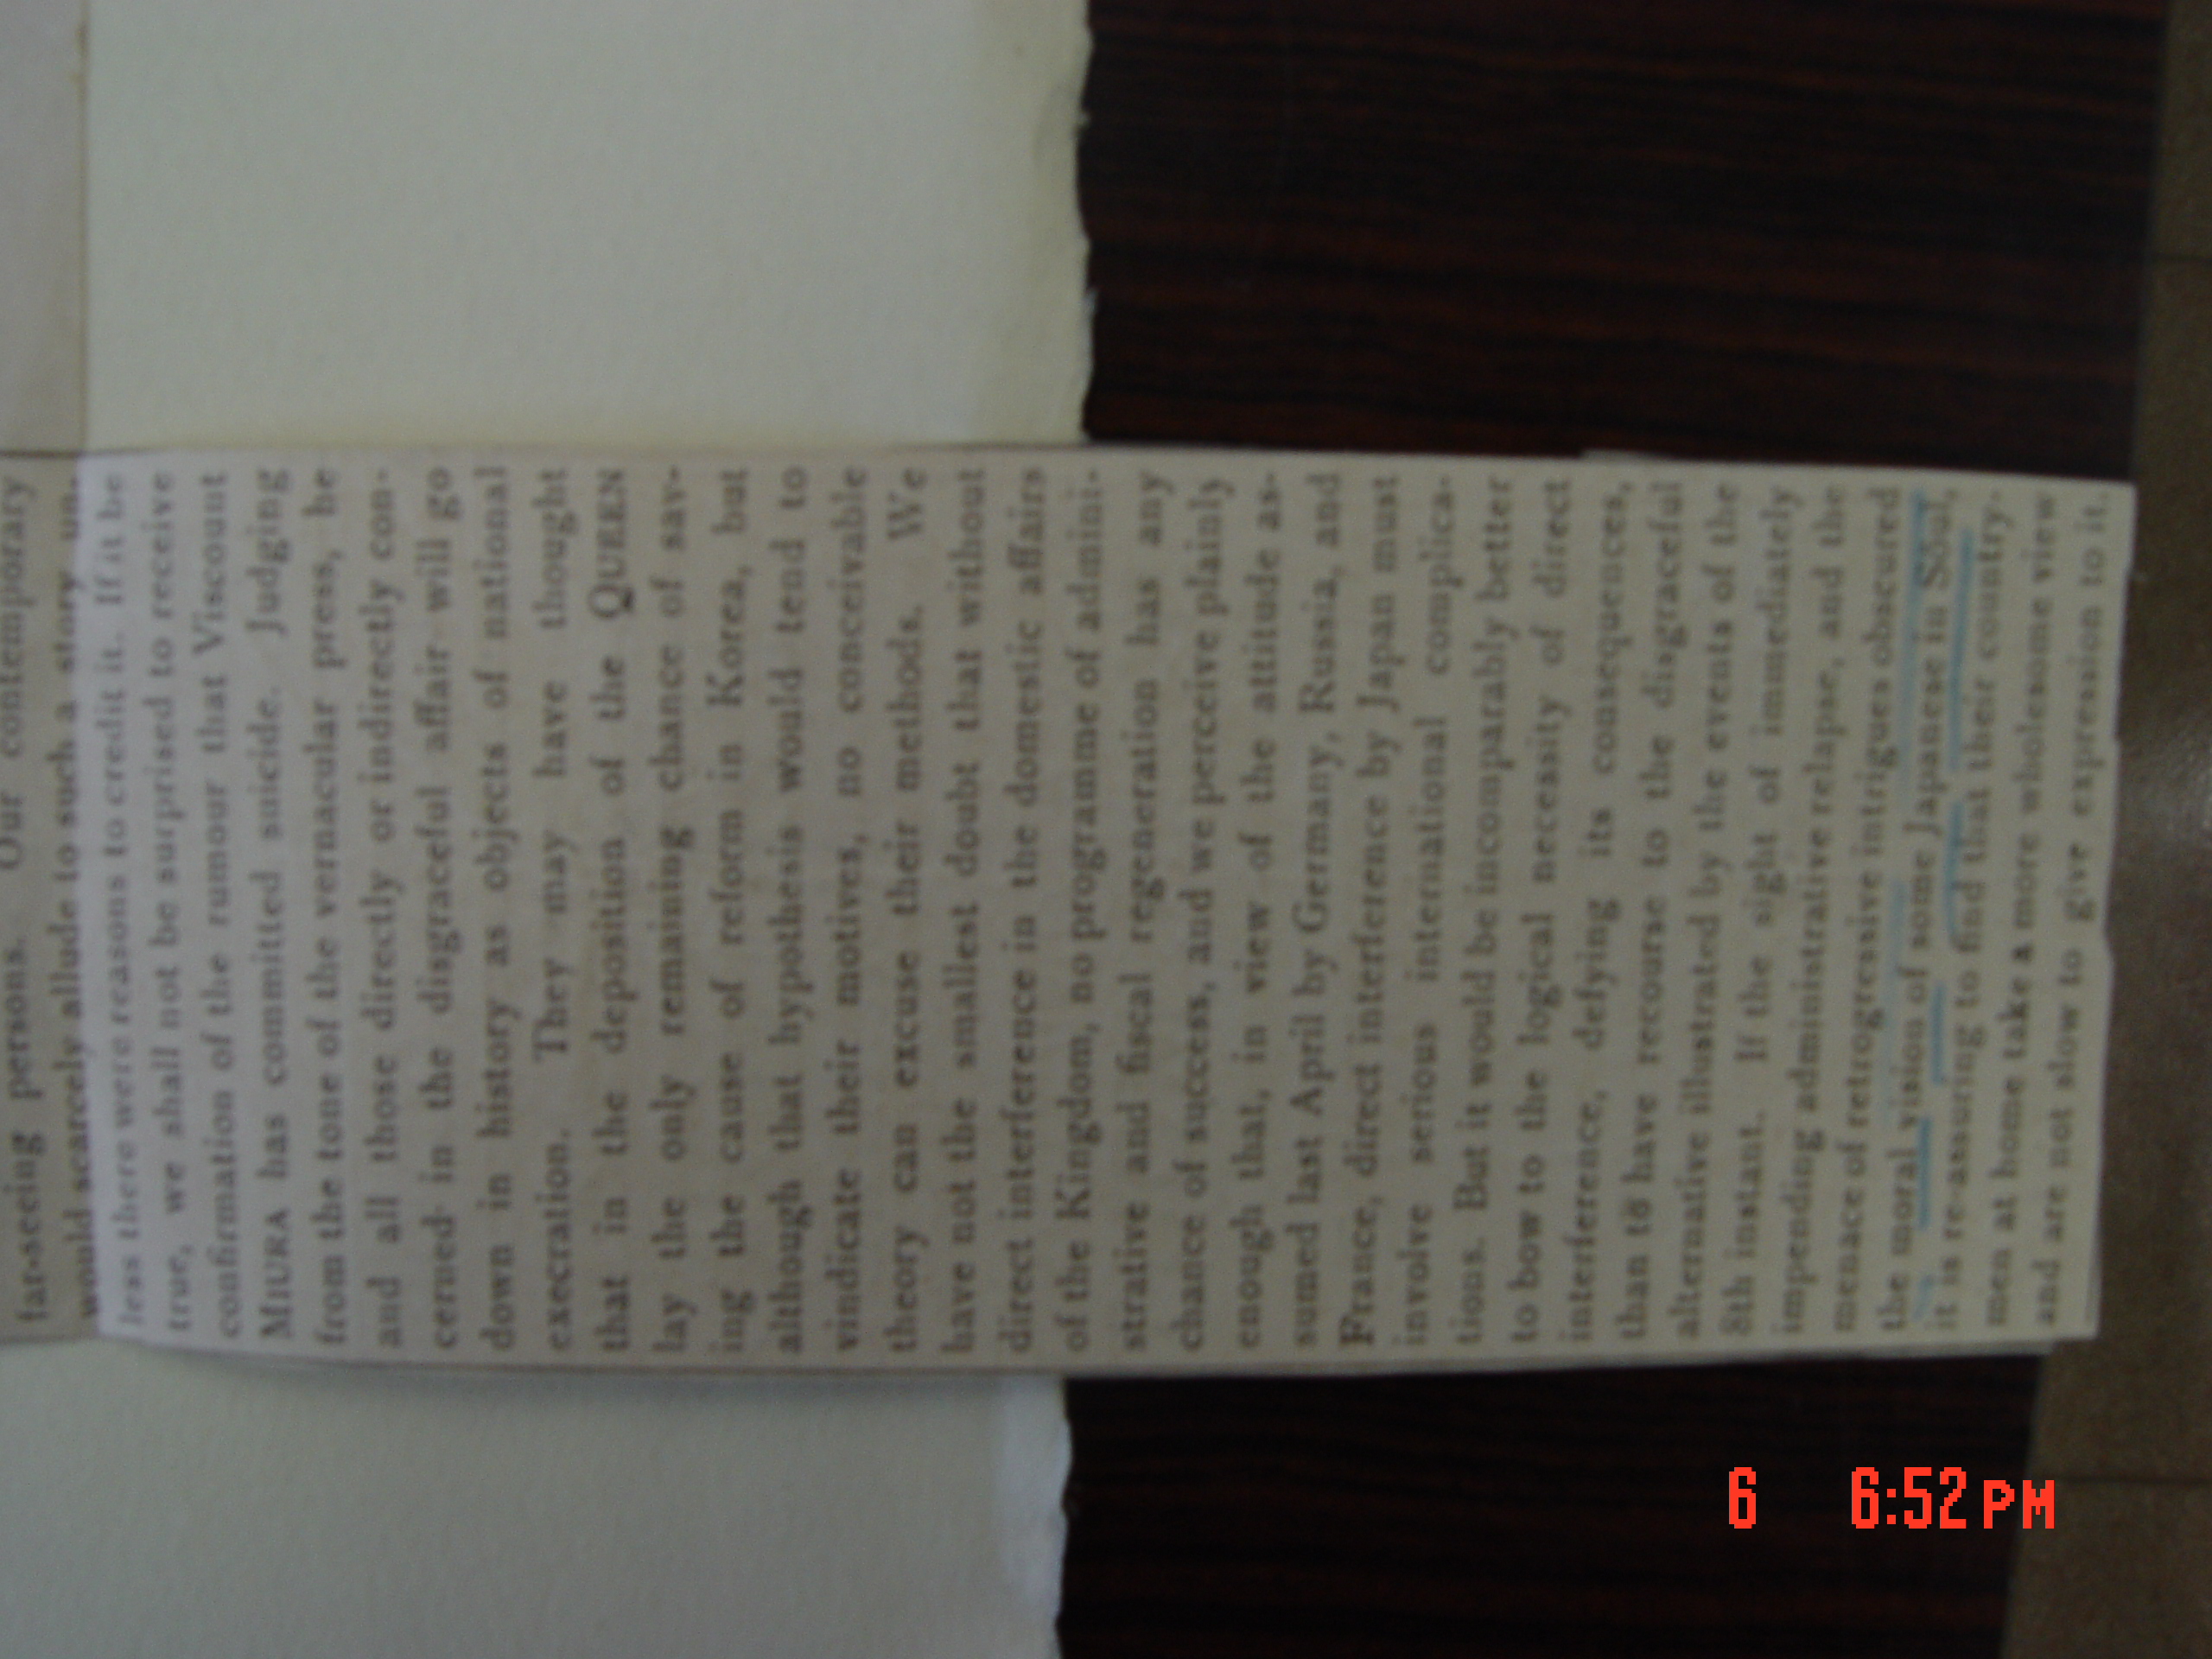 far-seeing persons. Our contemporary
would scarcely allude to such a story un-
less there were reasons to credit it. If it be
true, we shall not be surprised to receive
confirmation of the rumour that Viscount
MIURA has committed suicide. Judging
from the tone of the vernacular press, he
and all those directly or indirectly con-
cerned in the disgraceful affair will go
down in history as objects of national
execration. They may have thought
that in the deposition of the QUEEN
lay the only remaining chance of sav-
ing the cause of reform in Korea, but
although that hypothesis would tend to
vindicate their motives, no conceivable
theory can excuse their methods. We
have not the smallest doubt that without
direct interference in the domestic affairs
of the Kingdom, no programme of admini-
strative and fiscal regeneration has any
chance of success, and we perceive plainly
enough that, in view of the attitude as-
sumed last April by Germany, Russia, and
France, direct interference by Japan must
involve serious international complica-
tions. But it would be incomparably better
to bow to the logical necessity of direct
interference, defying its consequences,
than to have recourse to the disgraceful
alternative illustrated by the events of the
8th instant. If the sight of immediately
impending administrative relapse, and the
menace of retrogressive intrigues obscured
the moral vision of some Japanese in Söul,
it is re-assuring to find that their country-
men at home take a more wholesome view
and are not slow to give expression to it.
6 6:52 PM